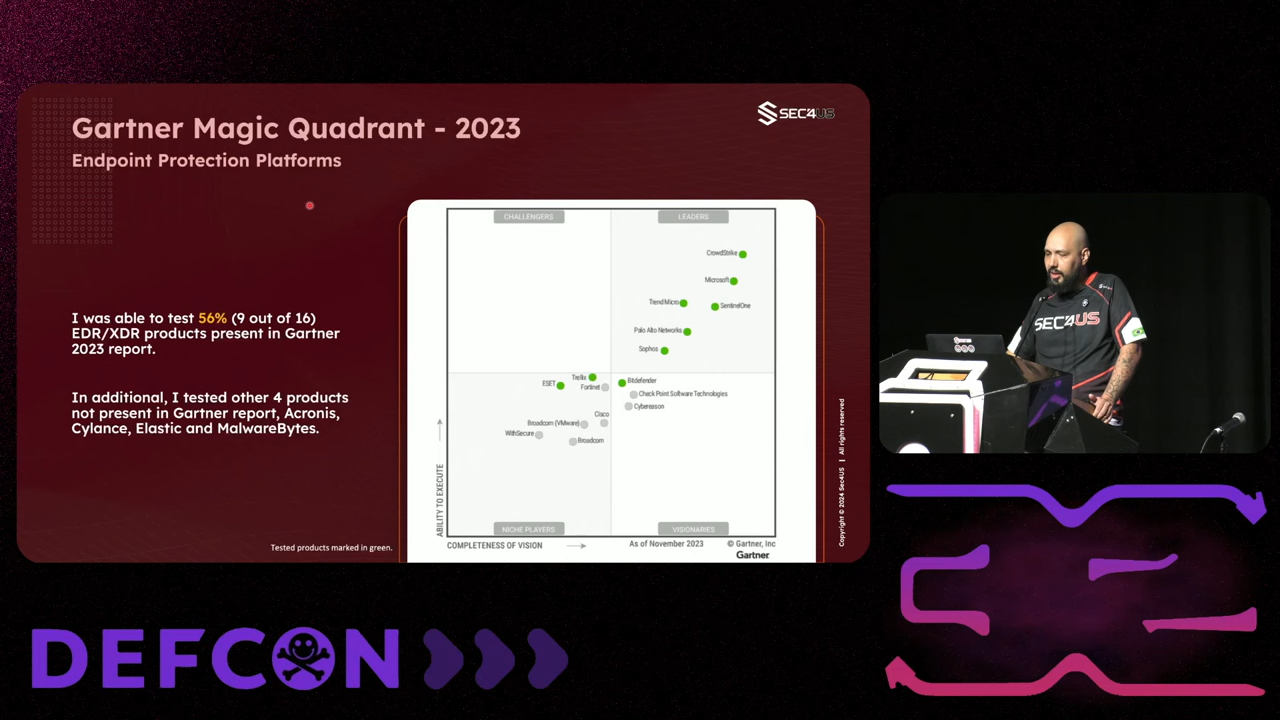 Gartner Magic Quadrant - 2023
Endpoint Protection Platforms
SEC4US
I was able to test 56% (9 out of 16)
EDR/XDR products present in Gartner
2023 report.
In additional, I tested other 4 products
not present in Gartner report, Acronis,
Cylance, Elastic and MalwareBytes.
Tested products marked in green.
CHALLENGERS
LEADERS
CrowdStrike
Microsoft
Trend Micro
SentinelOne
Palo Alto Networks
Sophos
Trellix
Bitdefender
ESET
Fortinet
Check Point Software Technologies
Cybereason
Cisco
Broadcom (VMware)
WithSecure
Broadcom
NICHE PLAYERS
VISIONARIES
ABILITY TO EXECUTE
COMPLETENESS OF VISION
As of November 2023
© Gartner, Inc
Gartner
Copyright © 2024 Sec4US | All rights reserved
SEC4US
DEFCON